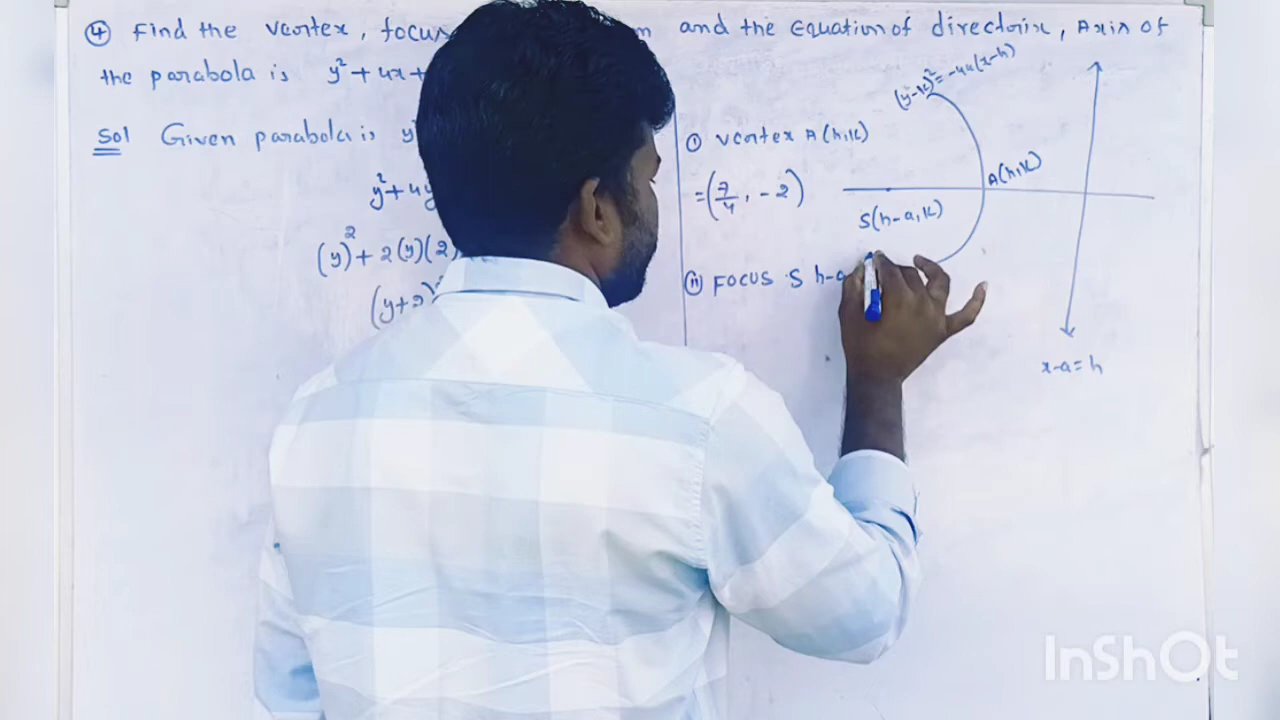 ④ Find the vertex, focus and the Equation of directorix, Axis of
the parabola is y²+4x+
Sol Given parabola is y
y²+4y
(y)²+2(y)(2)
(y+2)²
(y-k)²=-4a(x-h)
① vertex A(h,k)
=(7/4, -2)
A(h,k)
S(h-a,k)
ⓘⓘ FOCUS S h-a
x-a=h
InShOt